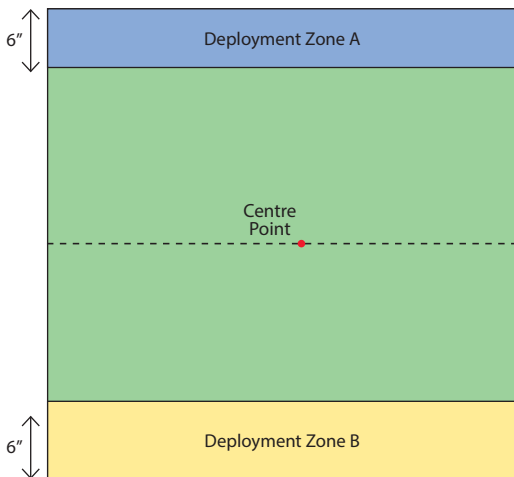 Deployment Zone A
6″
Centre
Point
Deployment Zone B
6″